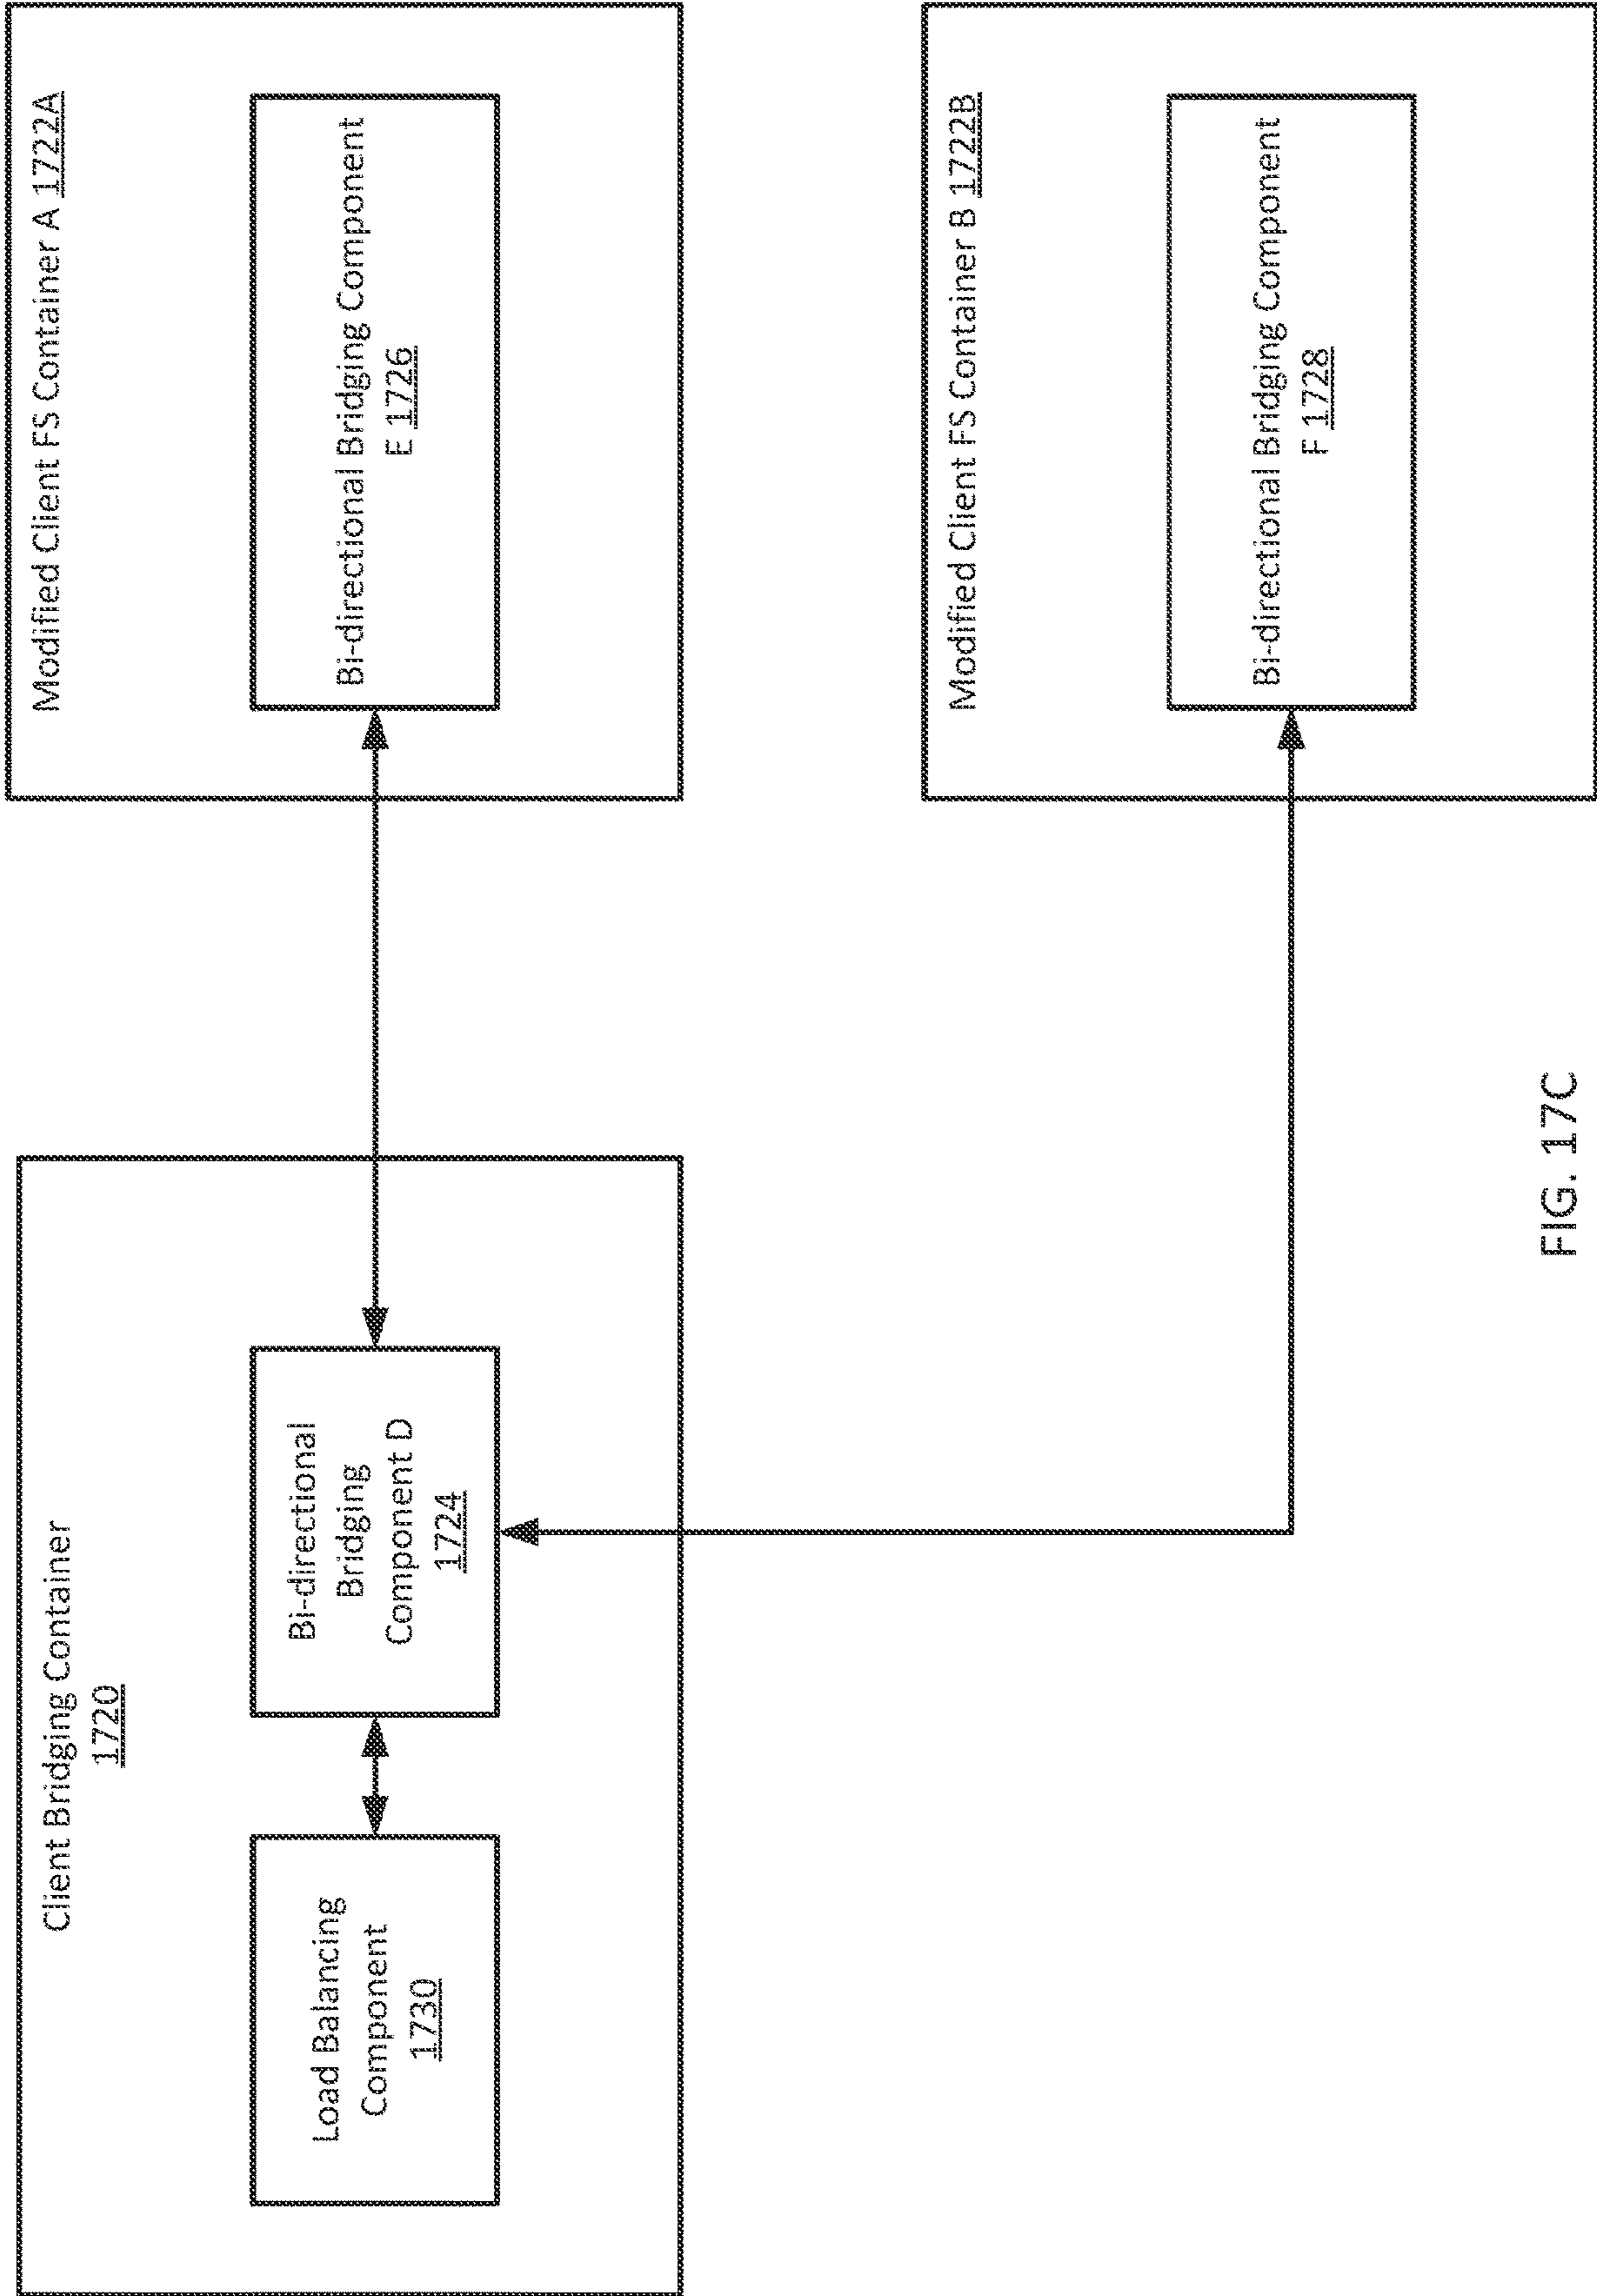 Client Bridging Container
1720
Load Balancing
Component
1730
Bi-directional
Bridging
Component D
1724
Modified Client FS Container A 1722A
Bi-directional Bridging Component
E 1726
Modified Client FS Container B 1722B
Bi-directional Bridging Component
F 1728
FIG. 17C